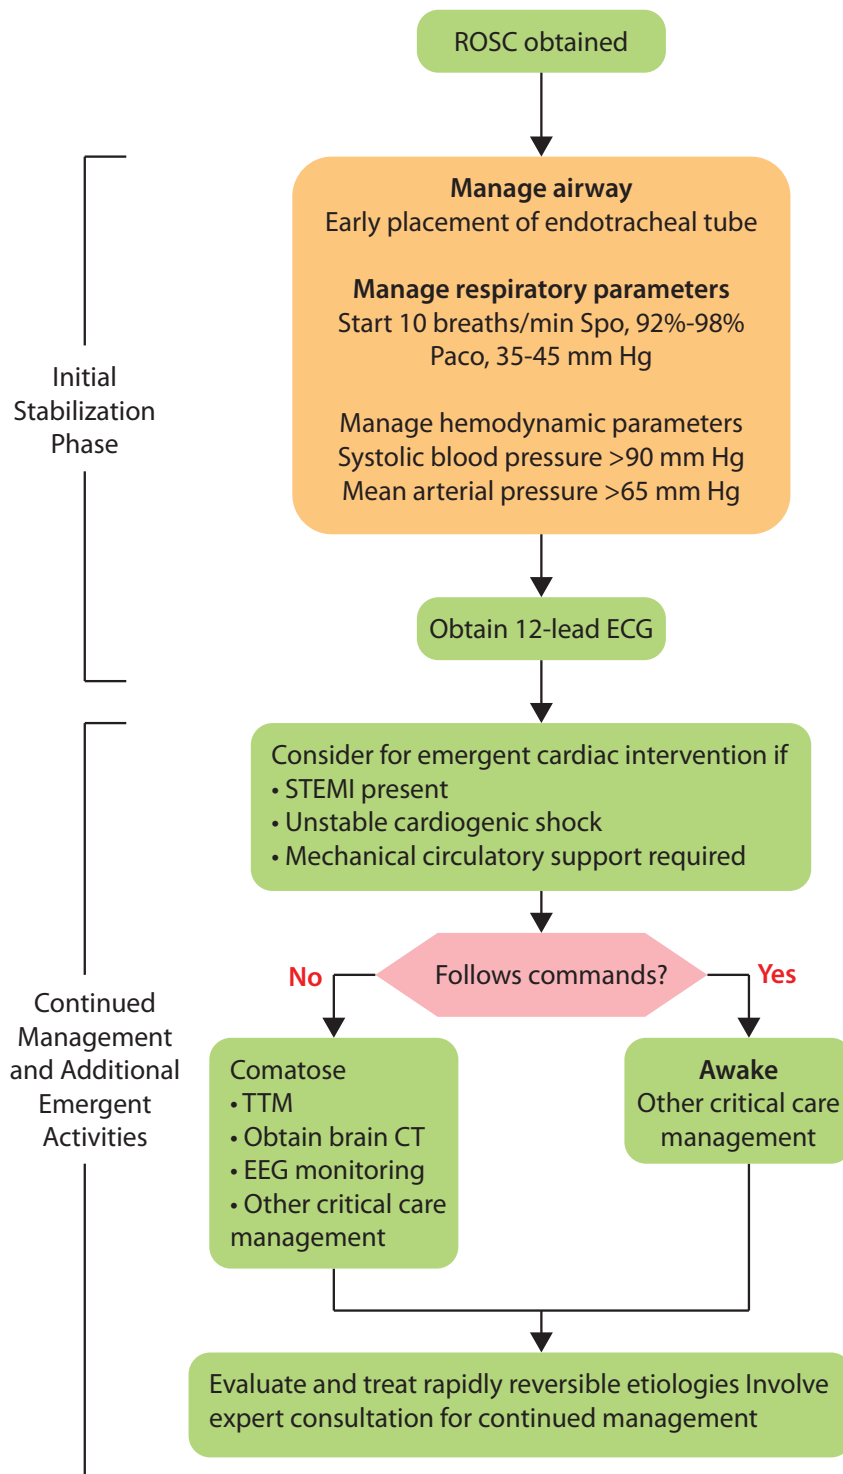 ROSC obtained
Manage airway
Early placement of endotracheal tube
Manage respiratory parameters
Start 10 breaths/min Spo, 92%-98%
Paco, 35-45 mm Hg
Manage hemodynamic parameters
Systolic blood pressure >90 mm Hg
Mean arterial pressure >65 mm Hg
Initial
Stabilization
Phase
Obtain 12-lead ECG
Consider for emergent cardiac intervention if
• STEMI present
• Unstable cardiogenic shock
• Mechanical circulatory support required
Follows commands?
No
Yes
Continued
Management
and Additional
Emergent
Activities
Comatose
• TTM
• Obtain brain CT
• EEG monitoring
• Other critical care
management
Awake
Other critical care
management
Evaluate and treat rapidly reversible etiologies Involve
expert consultation for continued management